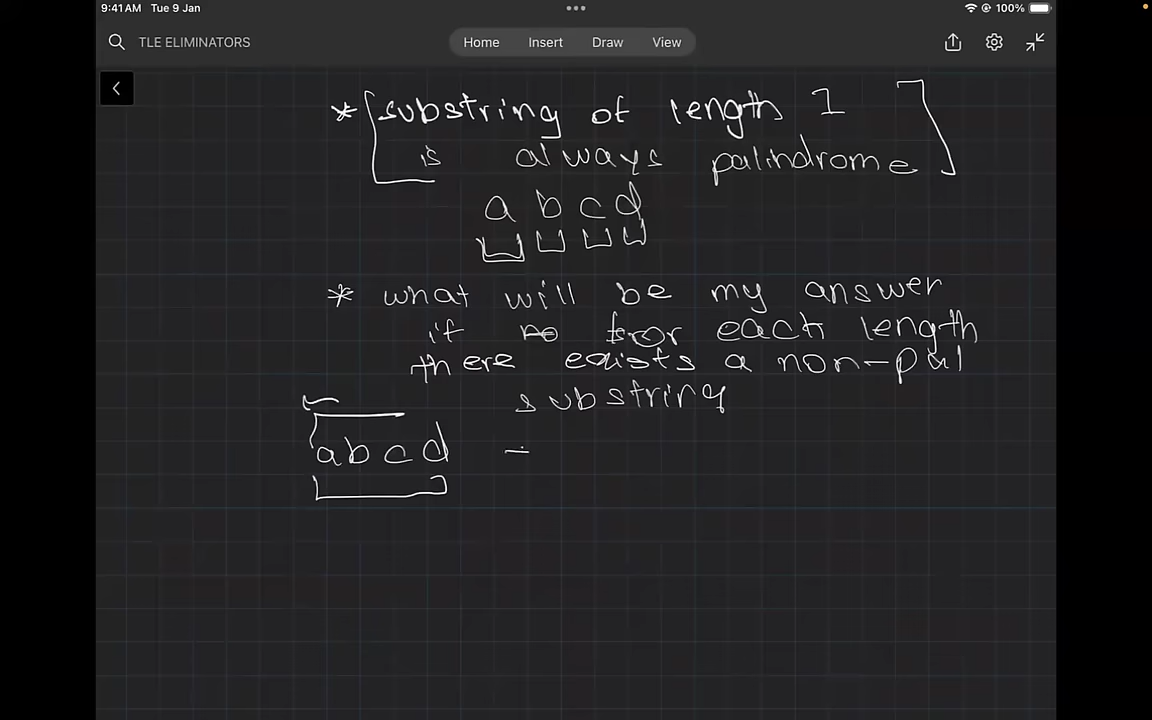 9:41 AM Tue 9 Jan
100%
TLE ELIMINATORS
Home Insert Draw View
* [substring of length 1
is always palindrome]
a b c d
* what will be my answer
if no for each length
there exists a non-pal
substring
abcd -